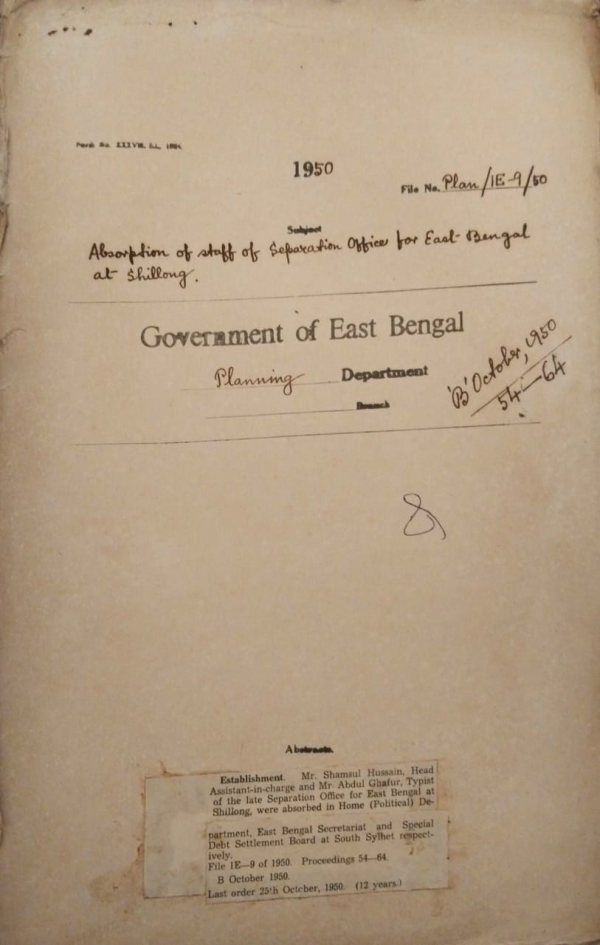 1950
File No. Plan/1E-9/50
Subject
Absorption of staff of Separation Office for East Bengal
at Shillong.
Government of East Bengal
Planning Department
Branch
'B' October, 1950
54—64
Abstracts.
Establishment. Mr. Shamsul Hussain, Head
Assistant-in-charge and Mr. Abdul Ghafur, Typist
of the late Separation Office for East Bengal at
Shillong, were absorbed in Home (Political) De-
partment, East Bengal Secretariat and Special
Debt Settlement Board at South Sylhet respect-
ively.
File 1E—9 of 1950. Proceedings 54—64.
B October 1950.
Last order 25th October, 1950. (12 years.)